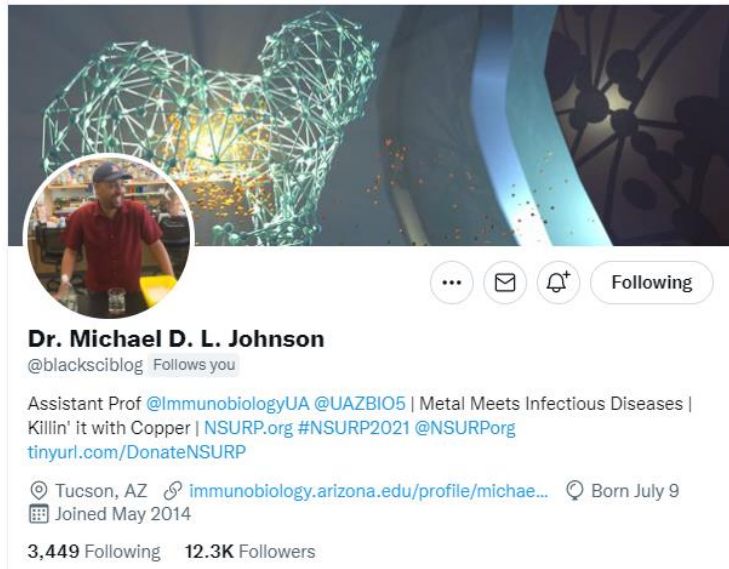 Following
Dr. Michael D. L. Johnson
@blacksciblog Follows you
Assistant Prof @ImmunobiologyUA @UAZBIO5 | Metal Meets Infectious Diseases |
Killin' it with Copper | NSURP.org #NSURP2021 @NSURPorg
tinyurl.com/DonateNSURP
Tucson, AZ immunobiology.arizona.edu/profile/michae... Born July 9
Joined May 2014
3,449 Following 12.3K Followers